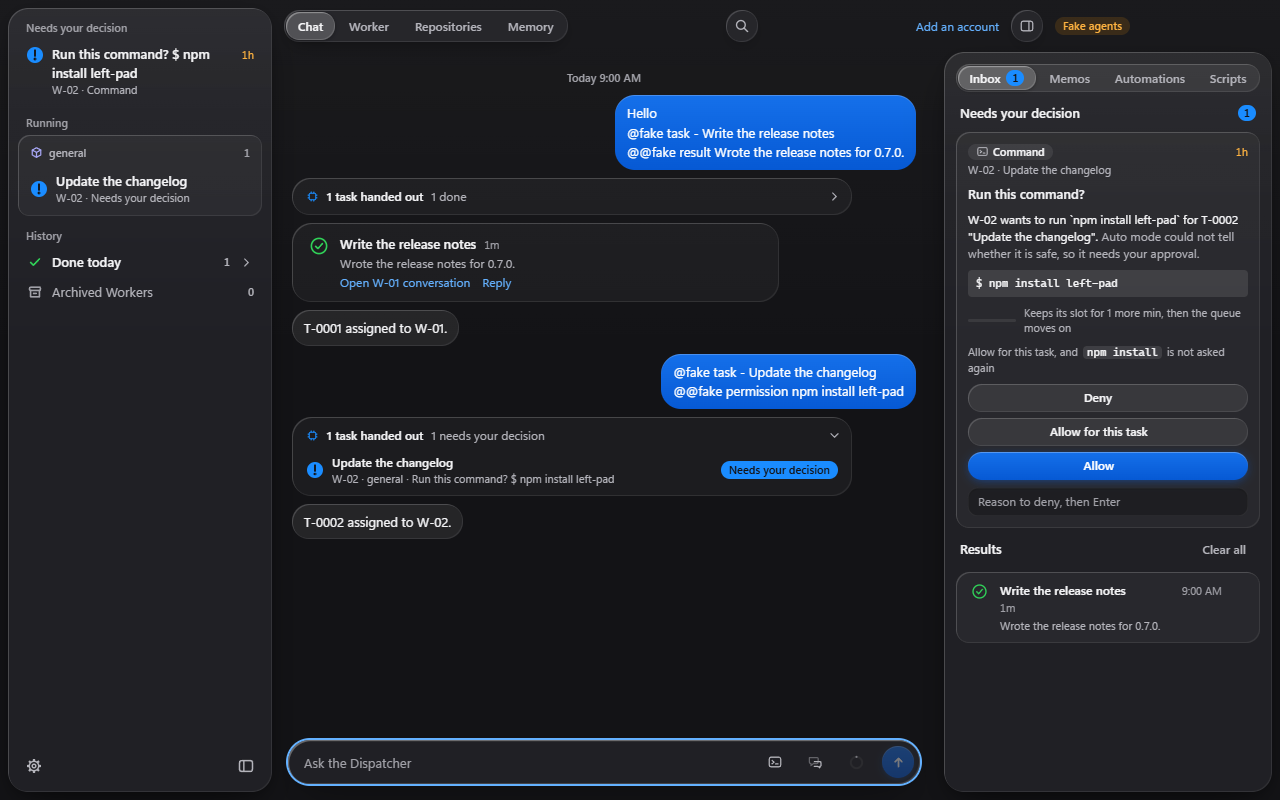 Needs your decision
Run this command? $ npm install left-pad
1h
W-02 · Command
Running
general
1
Update the changelog
W-02 · Needs your decision
History
Done today
1
Archived Workers
0
Chat
Worker
Repositories
Memory
Add an account
Fake agents
Today 9:00 AM
Hello
@fake task - Write the release notes
@@fake result Wrote the release notes for 0.7.0.
1 task handed out 1 done
Write the release notes 1m
Wrote the release notes for 0.7.0.
Open W-01 conversation Reply
T-0001 assigned to W-01.
@fake task - Update the changelog
@@fake permission npm install left-pad
1 task handed out 1 needs your decision
Update the changelog
W-02 · general · Run this command? $ npm install left-pad
Needs your decision
T-0002 assigned to W-02.
Ask the Dispatcher
Inbox 1
Memos
Automations
Scripts
Needs your decision
1
Command
1h
W-02 · Update the changelog
Run this command?
W-02 wants to run `npm install left-pad` for T-0002
"Update the changelog". Auto mode could not tell
whether it is safe, so it needs your approval.
$ npm install left-pad
Keeps its slot for 1 more min, then the queue
moves on
Allow for this task, and npm install is not asked
again
Deny
Allow for this task
Allow
Reason to deny, then Enter
Results
Clear all
Write the release notes
9:00 AM
1m
Wrote the release notes for 0.7.0.